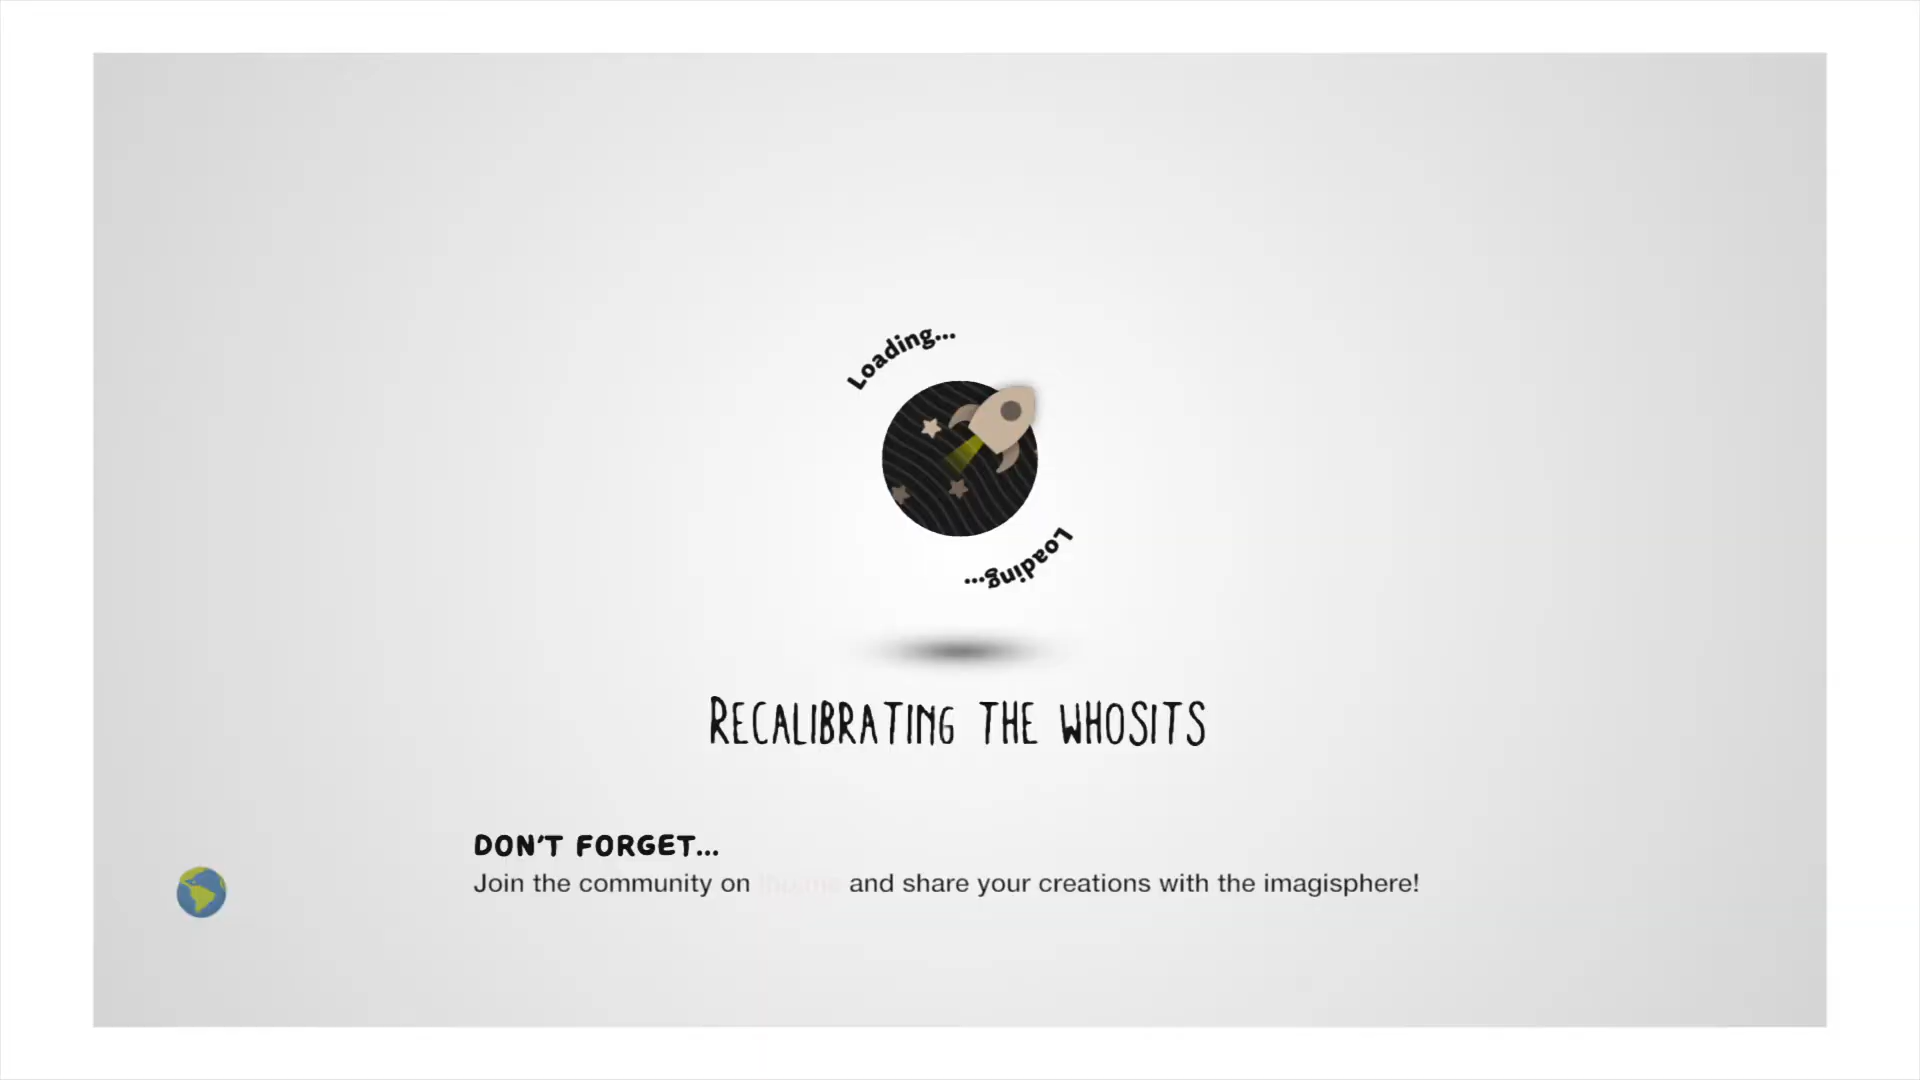 Loading...
Loading...
RECALIBRATING THE WHOSITS
DON'T FORGET...
Join the community on and share your creations with the imagisphere!